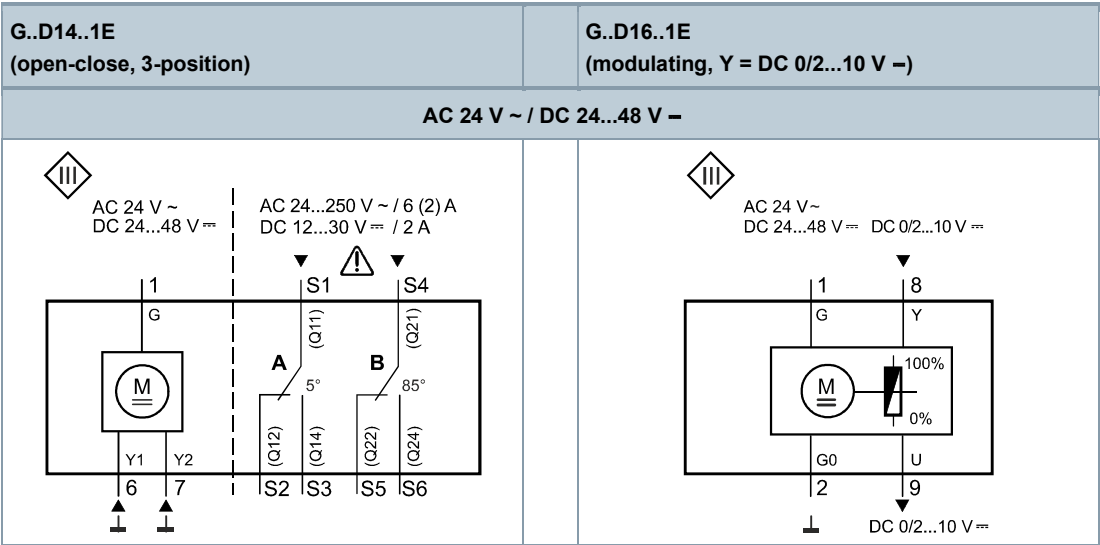 G..D14..1E
(open-close, 3-position)
G..D16..1E
(modulating, Y = DC 0/2...10 V ⎓)
AC 24 V ~ / DC 24...48 V ⎓
III
AC 24 V ~
DC 24...48 V ⎓
AC 24...250 V ~ / 6 (2) A
DC 12...30 V ⎓ / 2 A
1
S1
S4
G
(Q11)
(Q21)
A
B
5°
85°
M
(Q12)
(Q14)
(Q22)
(Q24)
Y1
Y2
6
7
S2
S3
S5
S6
III
AC 24 V~
DC 24...48 V ⎓
DC 0/2...10 V ⎓
1
8
G
Y
100%
M
0%
G0
U
2
9
DC 0/2...10 V ⎓